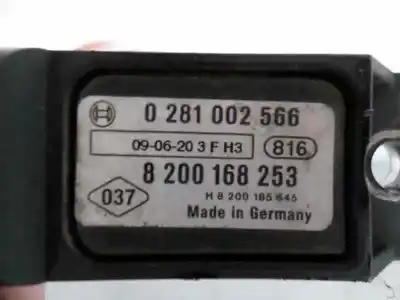 0 281 002 566
09-06-20 3 F H3 816
8 200 168 253
037
H 8 200 185 645
Made in Germany